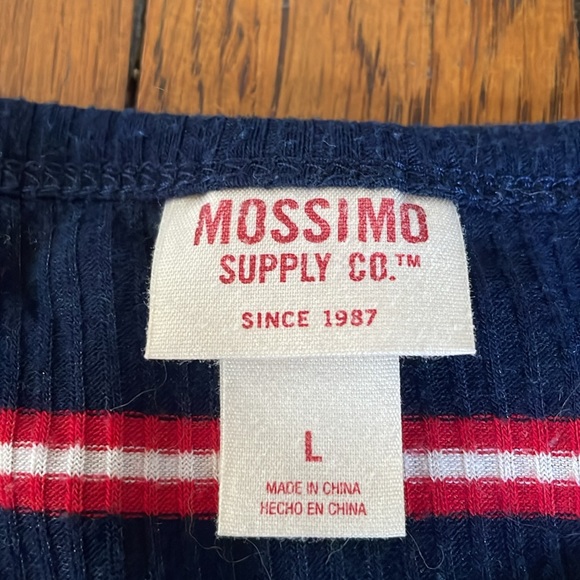 MOSSIMO
SUPPLY CO.™
SINCE 1987
L
MADE IN CHINA
HECHO EN CHINA